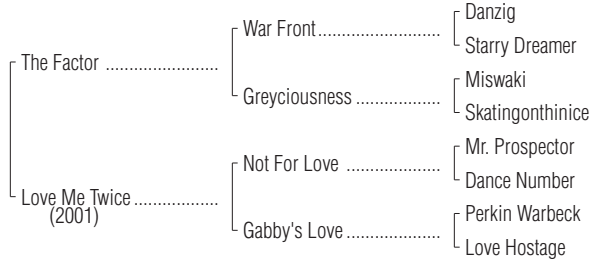 Danzig
War Front........................
Starry Dreamer
The Factor ......................
Miswaki
Greyciousness .................
Skatingonthinice
Mr. Prospector
Not For Love ...................
Dance Number
Love Me Twice.................
(2001)
Perkin Warbeck
Gabby's Love...................
Love Hostage